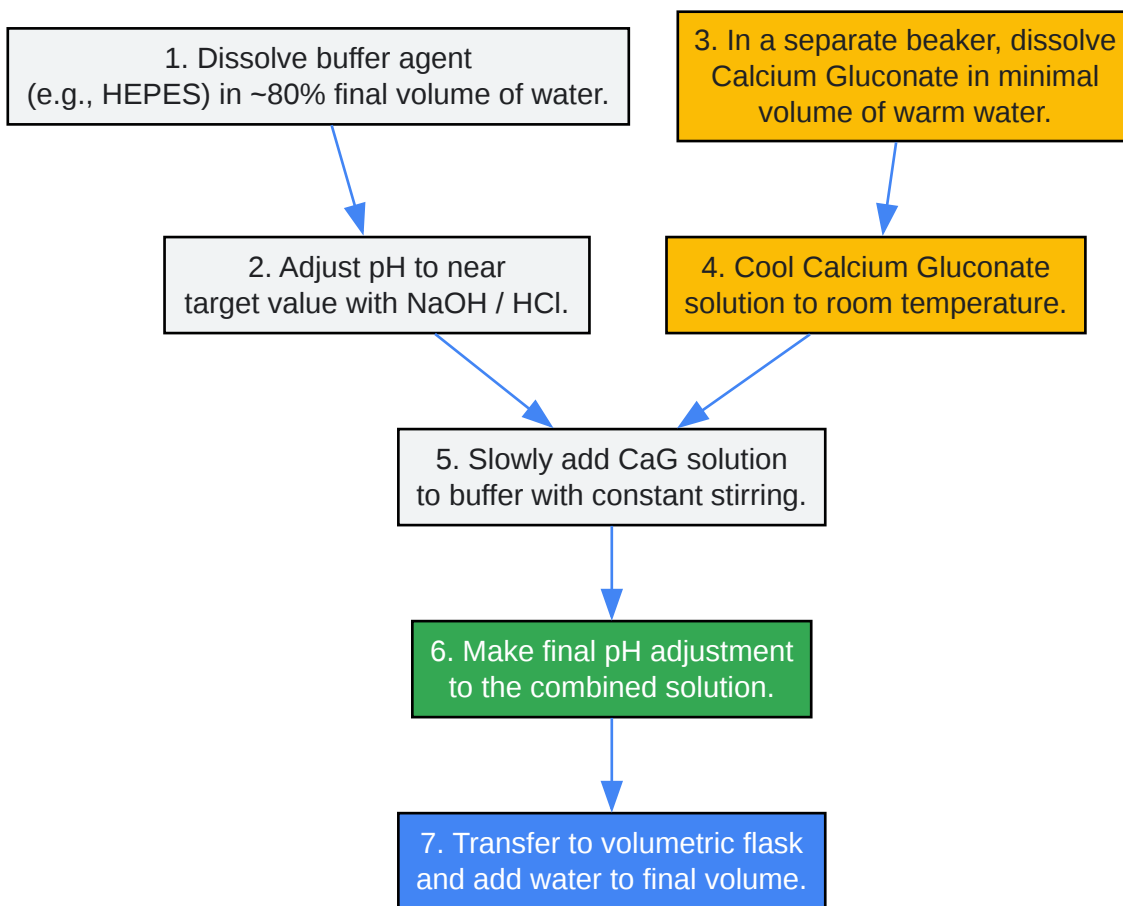 1. Dissolve buffer agent
(e.g., HEPES) in ~80% final volume of water.
3. In a separate beaker, dissolve
Calcium Gluconate in minimal
volume of warm water.
2. Adjust pH to near
target value with NaOH / HCl.
4. Cool Calcium Gluconate
solution to room temperature.
5. Slowly add CaG solution
to buffer with constant stirring.
6. Make final pH adjustment
to the combined solution.
7. Transfer to volumetric flask
and add water to final volume.